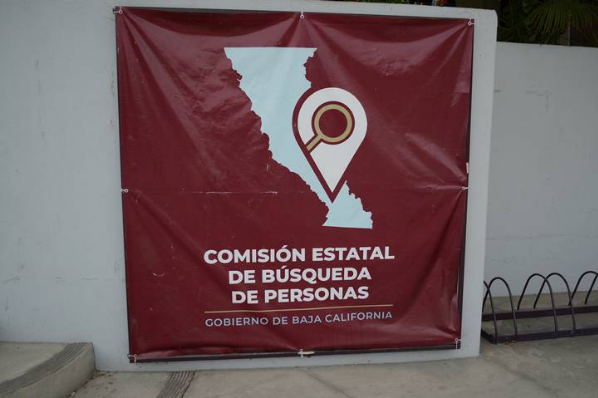 COMISIÓN ESTATAL
DE BÚSQUEDA
DE PERSONAS
GOBIERNO DE BAJA CALIFORNIA